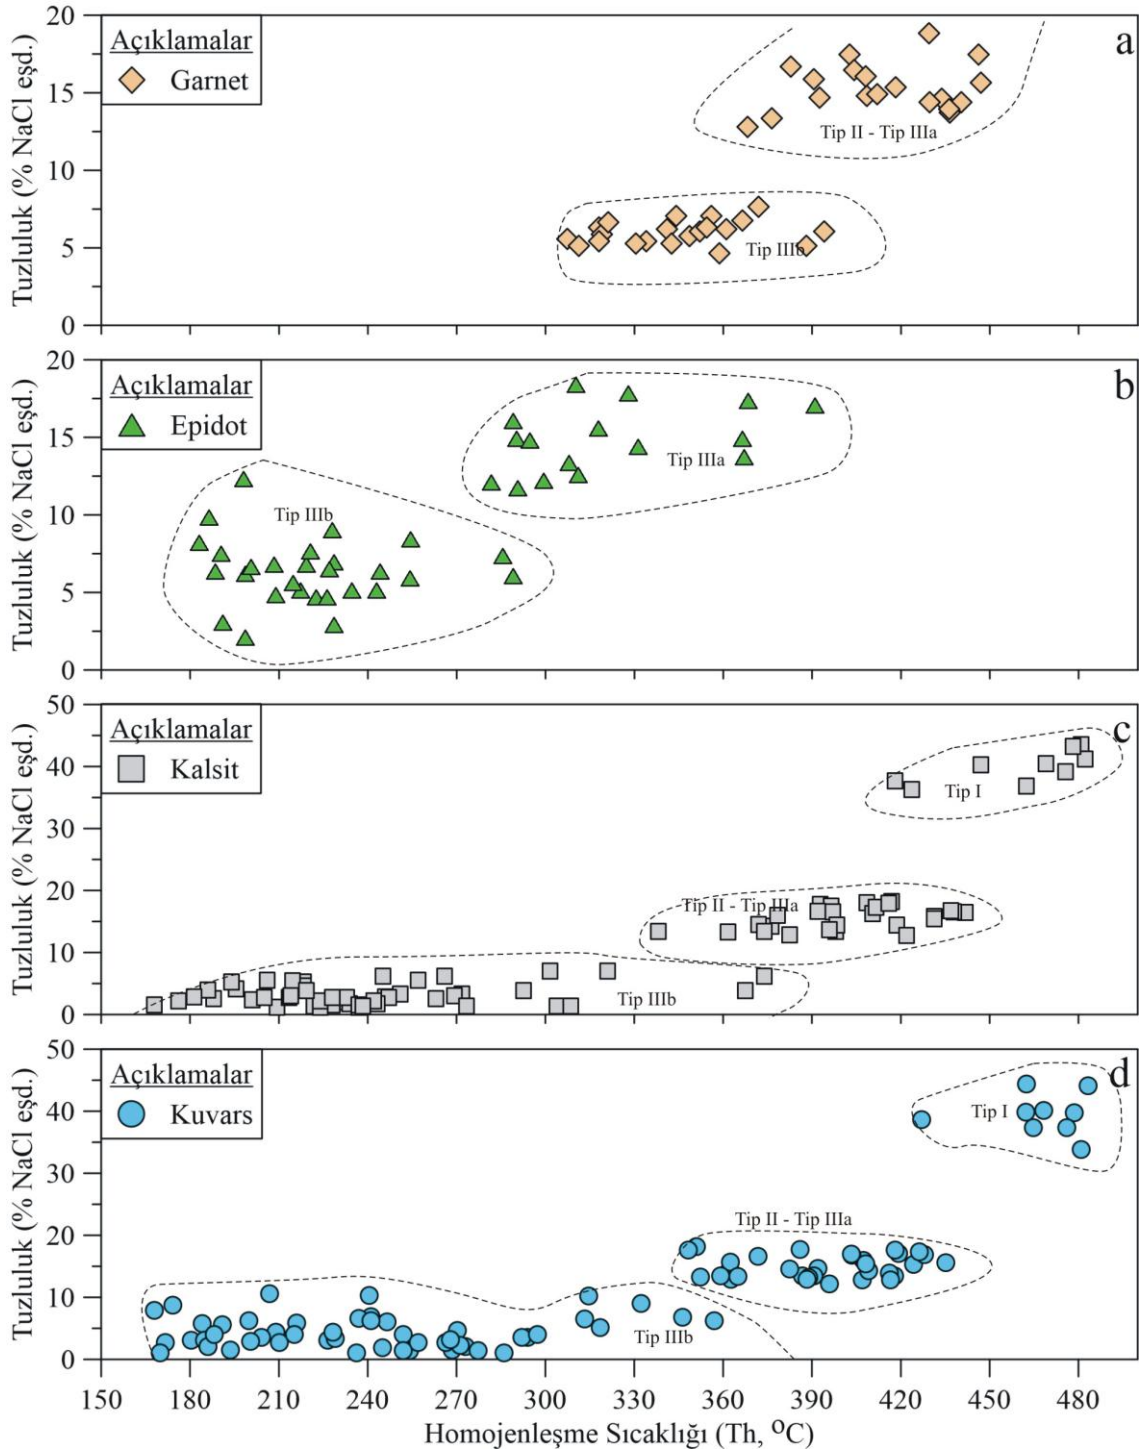 a
Açıklamalar
Garnet
Tip II - Tip IIIa
Tip IIIb
20
15
10
5
0
Tuzluluk (% NaCl eşd.)
b
Açıklamalar
Epidot
Tip IIIa
Tip IIIb
20
15
10
5
0
Tuzluluk (% NaCl eşd.)
c
Açıklamalar
Kalsit
Tip I
Tip II - Tip IIIa
Tip IIIb
50
40
30
20
10
0
Tuzluluk (% NaCl eşd.)
d
Açıklamalar
Kuvars
Tip I
Tip II - Tip IIIa
Tip IIIb
50
40
30
20
10
0
Tuzluluk (% NaCl eşd.)
150 180 210 240 270 300 330 360 390 420 450 480
Homojenleşme Sıcaklığı (Th, °C)